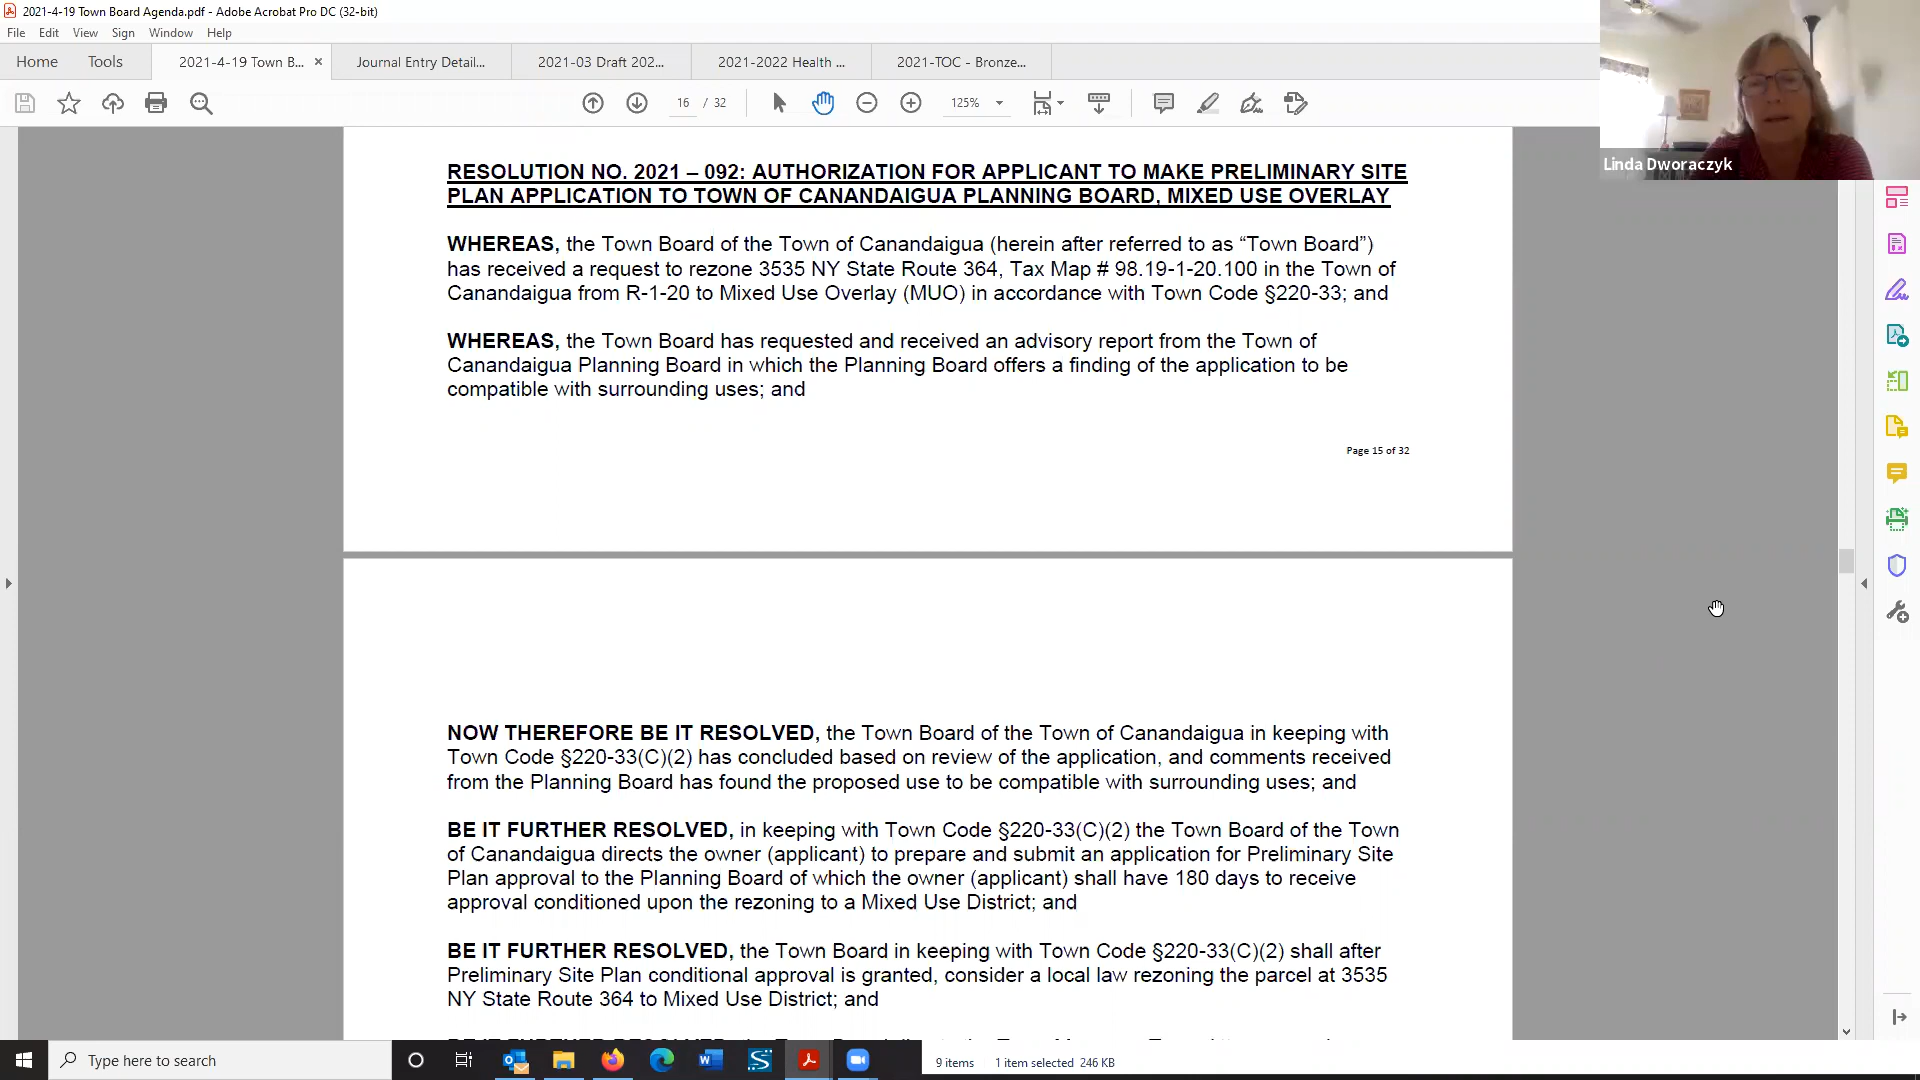 2021-4-19 Town Board Agenda.pdf - Adobe Acrobat Pro DC (32-bit)
File Edit View Sign Window Help
Home Tools 2021-4-19 Town B... × Journal Entry Detail... 2021-03 Draft 202... 2021-2022 Health ... 2021-TOC - Bronze...
16 / 32 125%
Linda Dworaczyk
RESOLUTION NO. 2021 – 092: AUTHORIZATION FOR APPLICANT TO MAKE PRELIMINARY SITE
PLAN APPLICATION TO TOWN OF CANANDAIGUA PLANNING BOARD, MIXED USE OVERLAY
WHEREAS, the Town Board of the Town of Canandaigua (herein after referred to as “Town Board”)
has received a request to rezone 3535 NY State Route 364, Tax Map # 98.19-1-20.100 in the Town of
Canandaigua from R-1-20 to Mixed Use Overlay (MUO) in accordance with Town Code §220-33; and
WHEREAS, the Town Board has requested and received an advisory report from the Town of
Canandaigua Planning Board in which the Planning Board offers a finding of the application to be
compatible with surrounding uses; and
Page 15 of 32
NOW THEREFORE BE IT RESOLVED, the Town Board of the Town of Canandaigua in keeping with
Town Code §220-33(C)(2) has concluded based on review of the application, and comments received
from the Planning Board has found the proposed use to be compatible with surrounding uses; and
BE IT FURTHER RESOLVED, in keeping with Town Code §220-33(C)(2) the Town Board of the Town
of Canandaigua directs the owner (applicant) to prepare and submit an application for Preliminary Site
Plan approval to the Planning Board of which the owner (applicant) shall have 180 days to receive
approval conditioned upon the rezoning to a Mixed Use District; and
BE IT FURTHER RESOLVED, the Town Board in keeping with Town Code §220-33(C)(2) shall after
Preliminary Site Plan conditional approval is granted, consider a local law rezoning the parcel at 3535
NY State Route 364 to Mixed Use District; and
Type here to search
9 items 1 item selected 246 KB